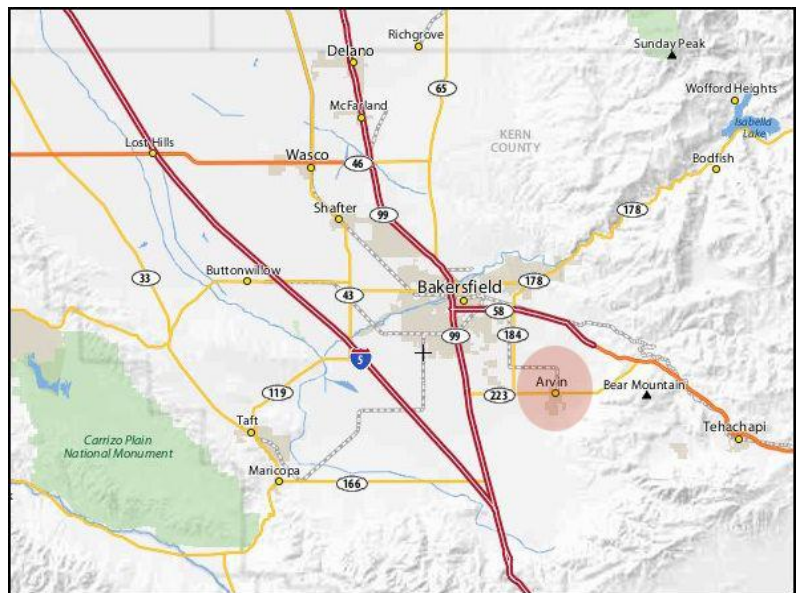 Richgrove
Delano
Sunday Peak
65
Wofford Heights
McFarland
Isabella
Lake
KERN
COUNTY
Lost Hills
Wasco
46
Bodfish
Shafter
99
178
Buttonwillow
33
43
Bakersfield
178
58
99
184
5
Arvin
Bear Mountain
119
223
Taft
Carrizo Plain
National Monument
Tehachapi
Maricopa
166